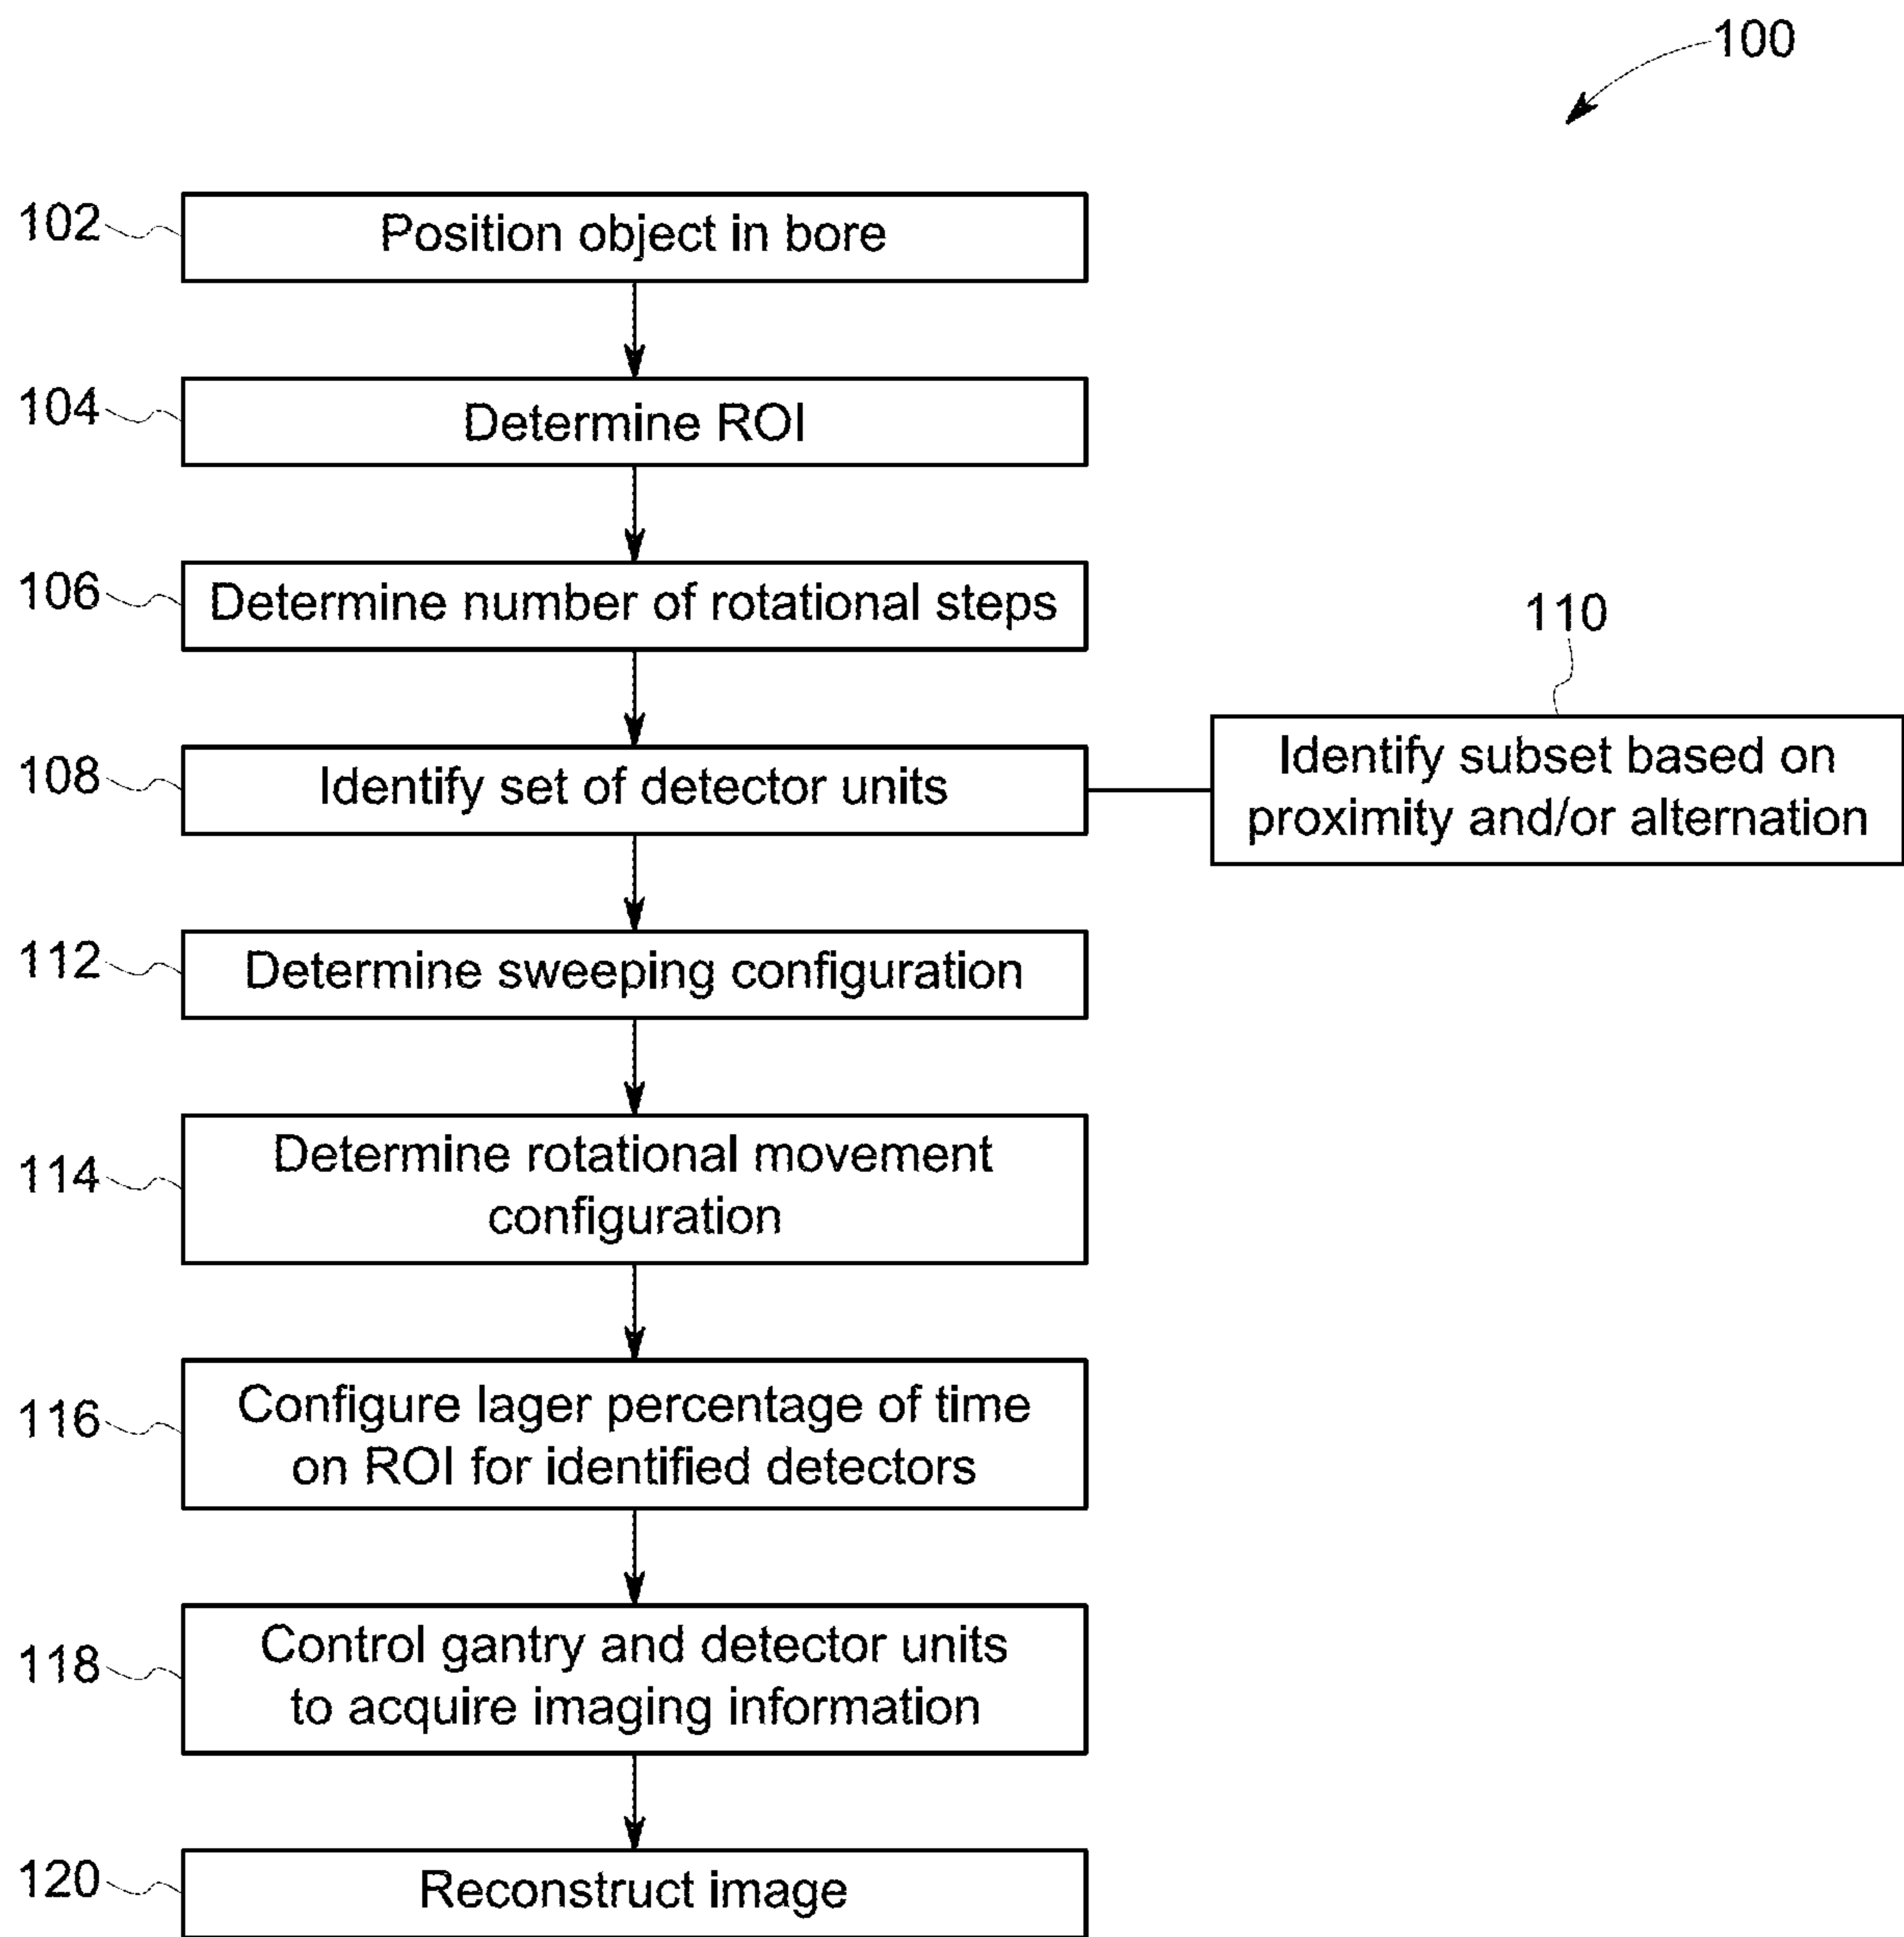 100
102
Position object in bore
104
Determine ROI
106
Determine number of rotational steps
108
Identify set of detector units
110
Identify subset based on
proximity and/or alternation
112
Determine sweeping configuration
114
Determine rotational movement
configuration
116
Configure lager percentage of time
on ROI for identified detectors
118
Control gantry and detector units
to acquire imaging information
120
Reconstruct image